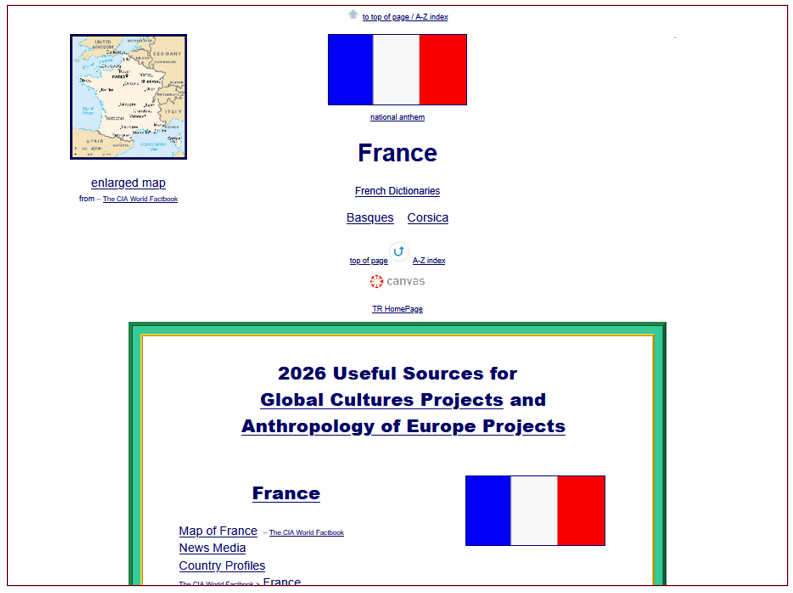 to top of page / A-Z index
UNITED
KINGDOM
GERMANY
PARIS
ITALY
SPAIN
national anthem
France
enlarged map
from -- The CIA World Factbook
French Dictionaries
Basques Corsica
top of page A-Z index
canvas
TR HomePage
2026 Useful Sources for
Global Cultures Projects and
Anthropology of Europe Projects
France
Map of France -- The CIA World Factbook
News Media
Country Profiles
The CIA World Factbook > France